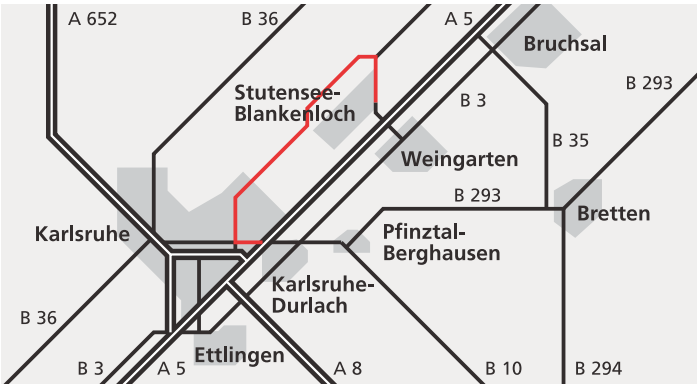 A 652
B 36
A 5
Bruchsal
B 293
Stutensee-
Blankenloch
B 3
B 35
Weingarten
B 293
Bretten
Karlsruhe
Pfinztal-
Berghausen
Karlsruhe-
Durlach
B 36
Ettlingen
B 3
A 5
A 8
B 10
B 294